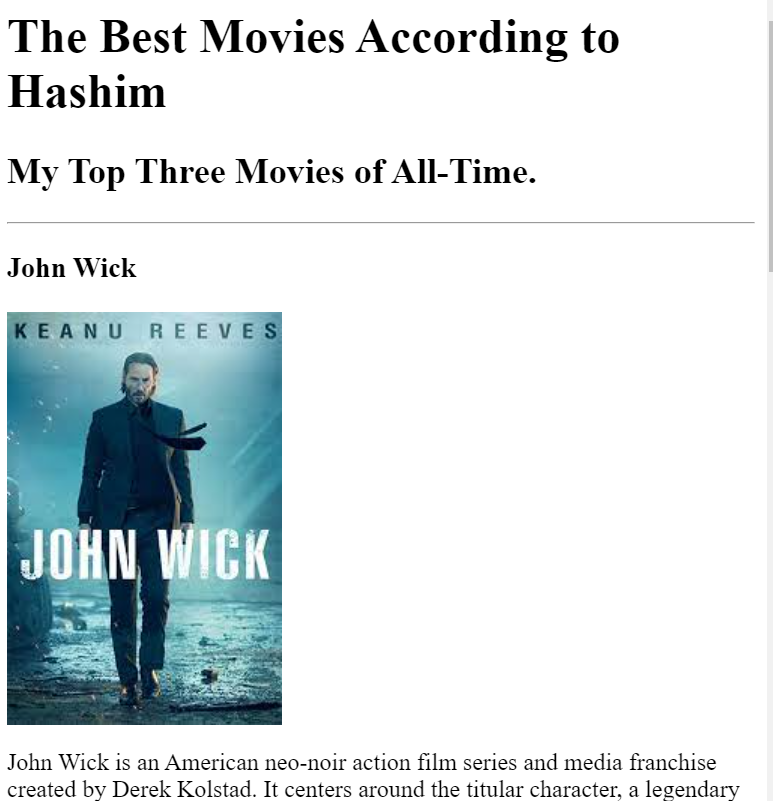 The Best Movies According to
Hashim
My Top Three Movies of All-Time.
John Wick
KEANU REEVES
JOHN WICK
John Wick is an American neo-noir action film series and media franchise
created by Derek Kolstad. It centers around the titular character, a legendary